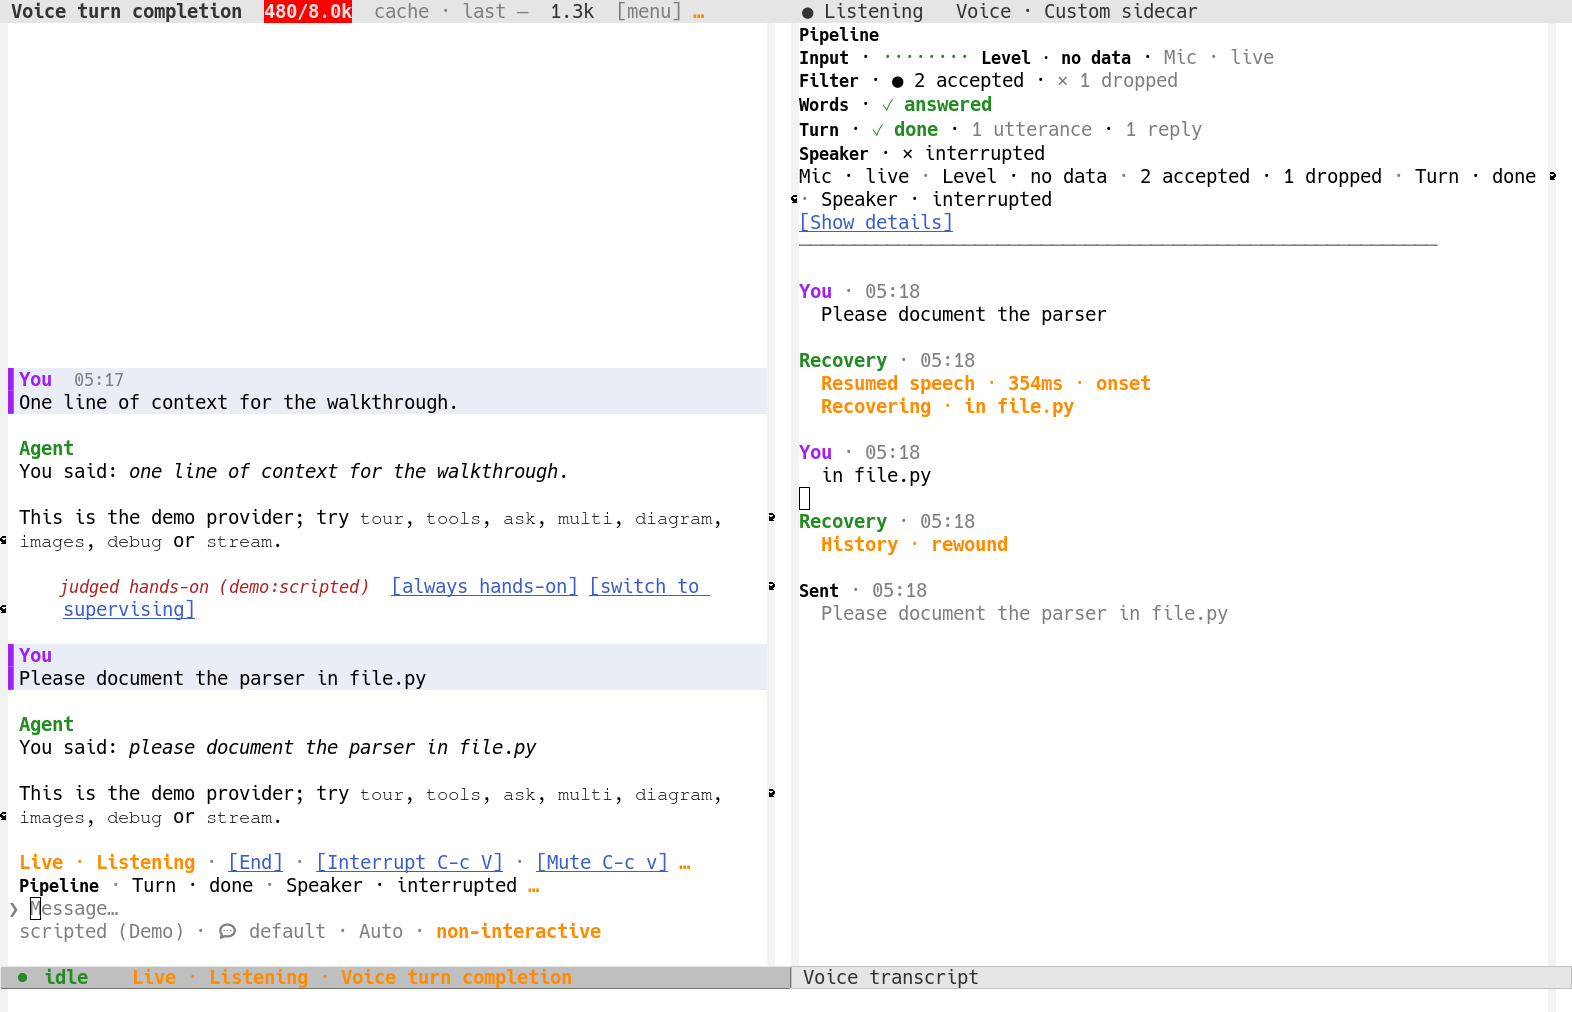 Voice turn completion 480/8.0k cache · last — 1.3k [menu] …
One line of context for the walkthrough.
You 05:17
One line of context for the walkthrough.
Agent
You said: one line of context for the walkthrough.
This is the demo provider; try tour, tools, ask, multi, diagram,
images, debug or stream.
judged hands-on (demo:scripted) [always hands-on] [switch to
supervising]
You
Please document the parser in file.py
Agent
You said: please document the parser in file.py
This is the demo provider; try tour, tools, ask, multi, diagram,
images, debug or stream.
Live · Listening · [End] · [Interrupt C-c V] · [Mute C-c v] …
Pipeline · Turn · done · Speaker · interrupted …
❯ Message…
scripted (Demo) · default · Auto · non-interactive
● idle Live · Listening · Voice turn completion
● Listening Voice · Custom sidecar
Pipeline
Input · ········ Level · no data · Mic · live
Filter · ● 2 accepted · × 1 dropped
Words · ✓ answered
Turn · ✓ done · 1 utterance · 1 reply
Speaker · × interrupted
Mic · live · Level · no data · 2 accepted · 1 dropped · Turn · done
· Speaker · interrupted
[Show details]
You · 05:18
Please document the parser
Recovery · 05:18
Resumed speech · 354ms · onset
Recovering · in file.py
You · 05:18
in file.py
Recovery · 05:18
History · rewound
Sent · 05:18
Please document the parser in file.py
Voice transcript